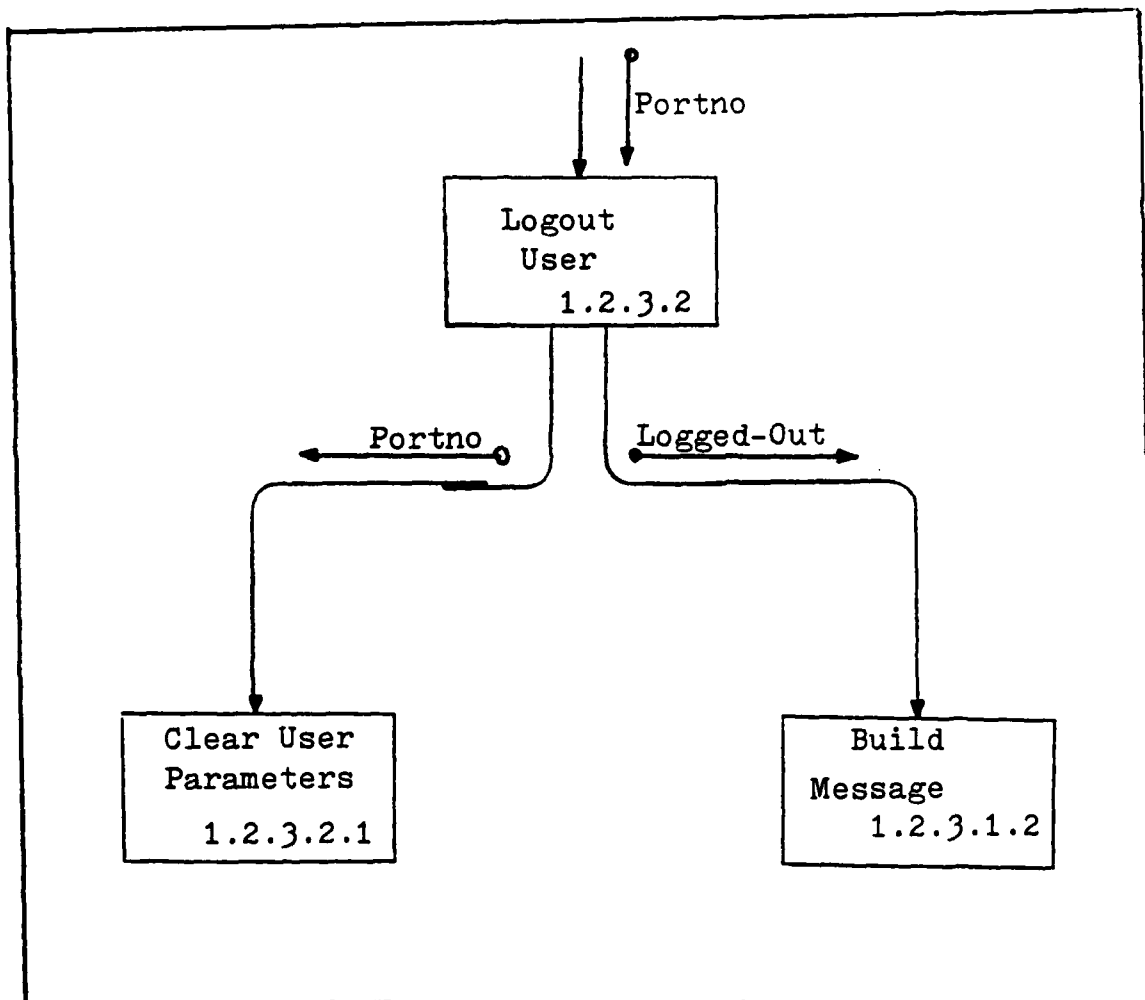 Portno
Logout
User
1.2.3.2
Portno
Logged-Out
Clear User
Parameters
1.2.3.2.1
Build
Message
1.2.3.1.2